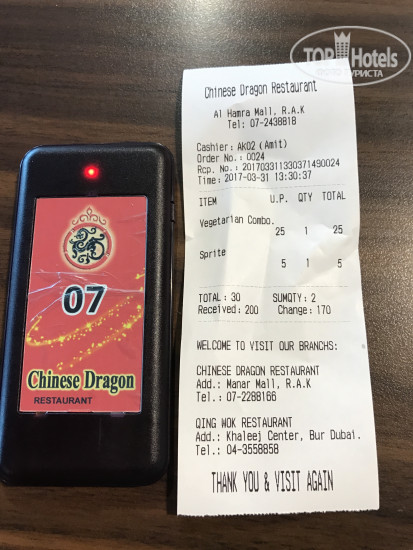 TOP Hotels
07
Chinese Dragon
RESTAURANT
Chinese Dragon Restaurant
Al Hamra Mall, R.A.K
Tel: 07-2438818
Cashier: AK02 (Amit)
Order No.: 0024
Rcp. No.: 201703311330371490024
Time: 2017-03-31 13:30:37
ITEM U.P. QTY TOTAL
Vegetarian Combo.
25 1 25
Sprite
5 1 5
TOTAL: 30 SUMQTY: 2
Received: 200 Change: 170
WELCOME TO VISIT OUR BRANCHS:
CHINESE DRAGON RESTAURANT
Add.: Manar Mall, R.A.K
Tel.: 07-2288166
QING WOK RESTAURANT
Add.: Khaleej Center, Bur Dubai.
Tel.: 04-3558858
THANK YOU & VISIT AGAIN